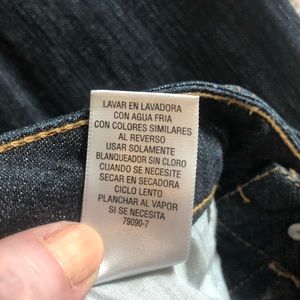 LAVAR EN LAVADORA
CON AGUA FRIA
CON COLORES SIMILARES
AL REVERSO
USAR SOLAMENTE
BLANQUEADOR SIN CLORO
CUANDO SE NECESITE
SECAR EN SECADORA
CICLO LENTO
PLANCHAR AL VAPOR
SI SE NECESITA
79090-7